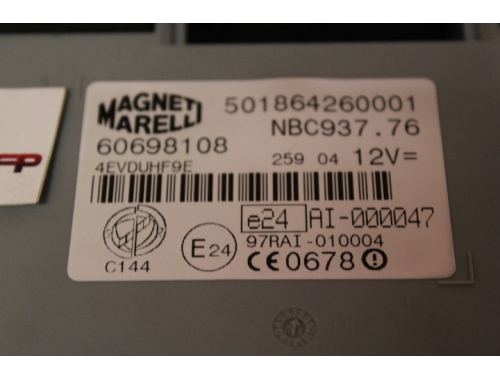 MAGNETI MARELLI
501864260001
NBC937.76
60698108
4EVDUHF9E
259 04 12V=
C144
E24
e24 AI-000047
97RAI-010004
CE0678